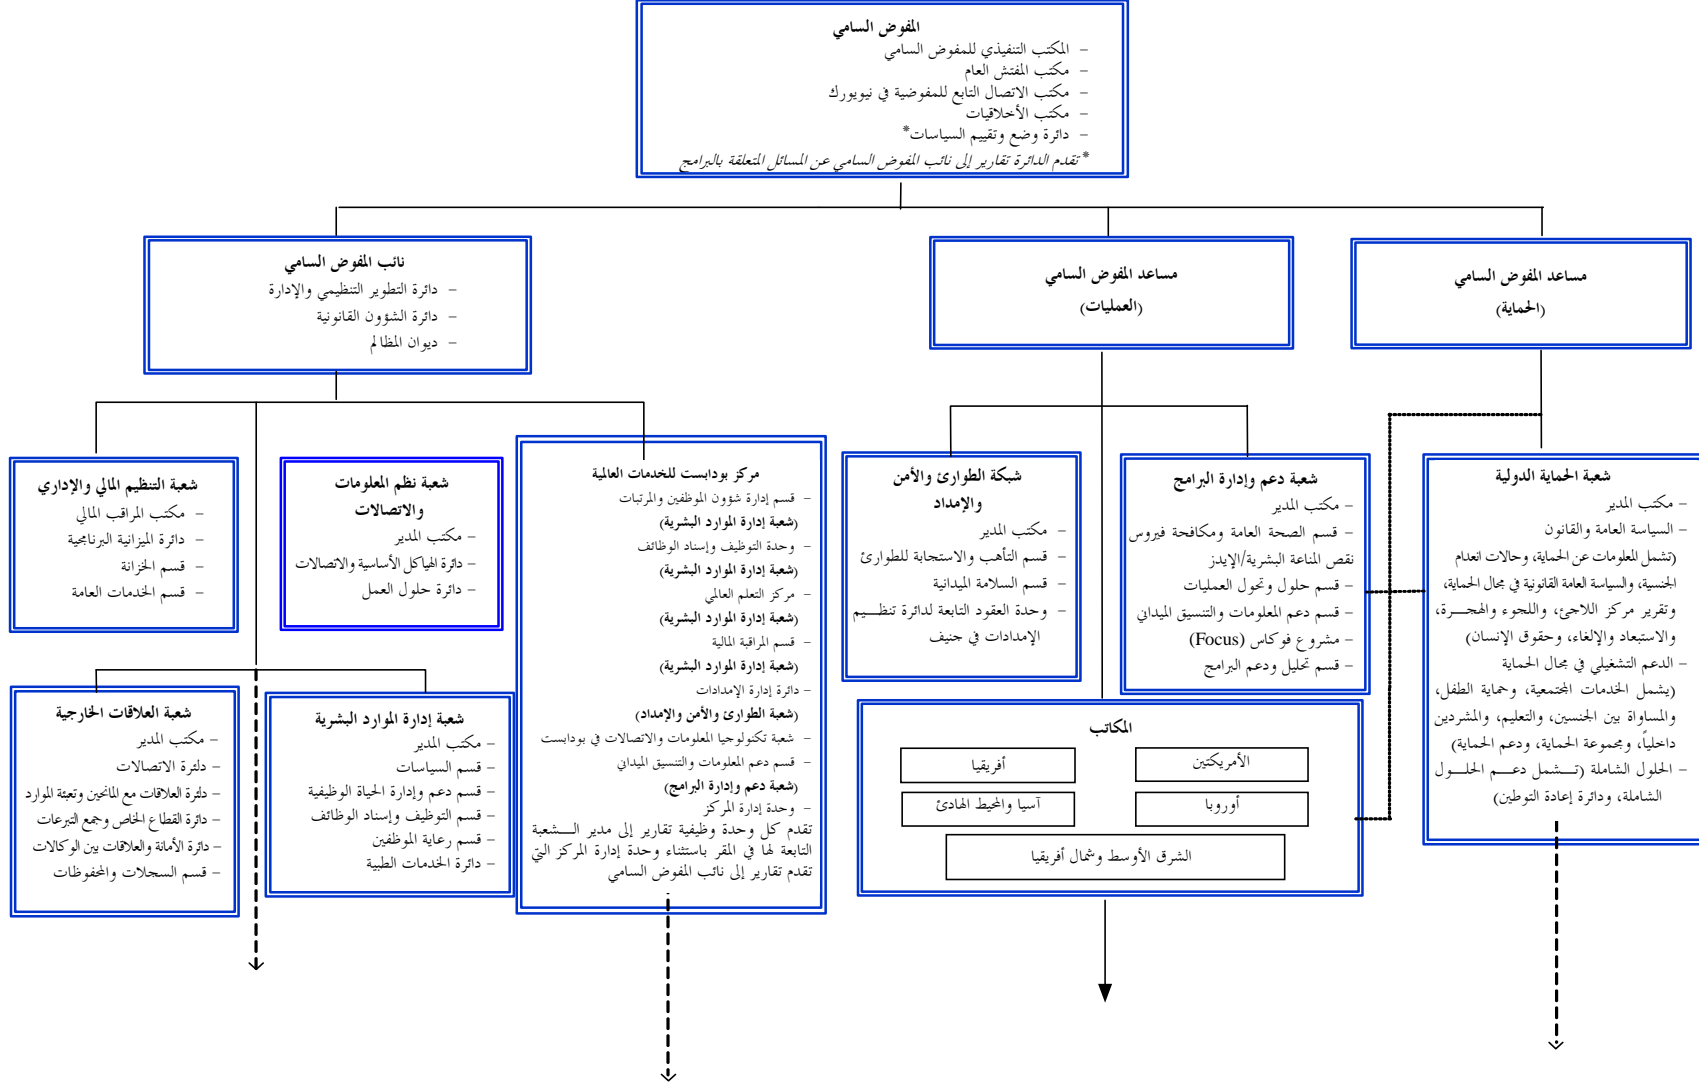 المفوض السامي
– المكتب التنفيذي للمفوض السامي
– مكتب المفتش العام
– مكتب الاتصال التابع للمفوضية في نيويورك
– مكتب الأخلاقيات
– دائرة وضع وتقييم السياسات*
* تقدم الدائرة تقارير إلى نائب المفوض السامي عن المسائل المتعلقة بالبرامج
مساعد المفوض السامي
(الحماية)
مساعد المفوض السامي
(العمليات)
نائب المفوض السامي
– دائرة التطوير التنظيمي والإدارة
– دائرة الشؤون القانونية
– ديوان المظالم
شعبة الحماية الدولية
– مكتب المدير
– السياسة العامة والقانون
(تشمل المعلومات عن الحماية، وحالات انعدام
الجنسية، والسياسة العامة القانونية في مجال الحماية،
وتقرير مركز اللاجئ، واللجوء والهجـــرة،
والاستبعاد والإلغاء، وحقوق الإنسان)
– الدعم التشغيلي في مجال الحماية
(يشمل الخدمات المجتمعية، وحماية الطفل،
والمساواة بين الجنسين، والتعليم، والمشردين
داخلياً، ومجموعة الحماية، ودعم الحماية)
– الحلول الشاملة (تـــشمل دعـــم الحلـــول
الشاملة، ودائرة إعادة التوطين)
شعبة دعم وإدارة البرامج
– مكتب المدير
– قسم الصحة العامة ومكافحة فيروس
نقص المناعة البشرية/الإيدز
– قسم حلول وتحول العمليات
– قسم دعم المعلومات والتنسيق الميداني
– مشروع فوكاس (Focus)
– قسم تحليل ودعم البرامج
شبكة الطوارئ والأمن
والإمداد
– مكتب المدير
– قسم التأهب والاستجابة للطوارئ
– قسم السلامة الميدانية
– وحدة العقود التابعة لدائرة تنظـــيم
الإمدادات في جنيف
المكاتب
الأمريكتين
أفريقيا
أوروبا
آسيا والمحيط الهادئ
الشرق الأوسط وشمال أفريقيا
مركز بودابست للخدمات العالمية
– قسم إدارة شؤون الموظفين والمرتبات
(شعبة إدارة الموارد البشرية)
– وحدة التوظيف وإسناد الوظائف
(شعبة إدارة الموارد البشرية)
– مركز التعلم العالمي
(شعبة إدارة الموارد البشرية)
– قسم المراقبة المالية
(شعبة إدارة الموارد البشرية)
– دائرة إدارة الإمدادات
(شعبة الطوارئ والأمن والإمداد)
– شعبة تكنولوجيا المعلومات والاتصالات في بودابست
– قسم دعم المعلومات والتنسيق الميداني
(شعبة دعم وإدارة البرامج)
– وحدة إدارة المركز
تقدم كل وحدة وظيفية تقارير إلى مدير الـــشعبة
التابعة لها في المقر باستثناء وحدة إدارة المركز التي
تقدم تقارير إلى نائب المفوض السامي
شعبة نظم المعلومات
والاتصالات
– مكتب المدير
– دائرة الهياكل الأساسية والاتصالات
– دائرة حلول العمل
شعبة التنظيم المالي والإداري
– مكتب المراقب المالي
– دائرة الميزانية البرنامجية
– قسم الخزانة
– قسم الخدمات العامة
شعبة إدارة الموارد البشرية
– مكتب المدير
– قسم السياسات
– قسم دعم وإدارة الحياة الوظيفية
– قسم التوظيف وإسناد الوظائف
– قسم رعاية الموظفين
– دائرة الخدمات الطبية
شعبة العلاقات الخارجية
– مكتب المدير
– دلئرة الاتصالات
– دلئرة العلاقات مع المانحين وتعبئة الموارد
– دائرة القطاع الخاص وجمع التبرعات
– دائرة الأمانة والعلاقات بين الوكالات
– قسم السجلات والمحفوظات